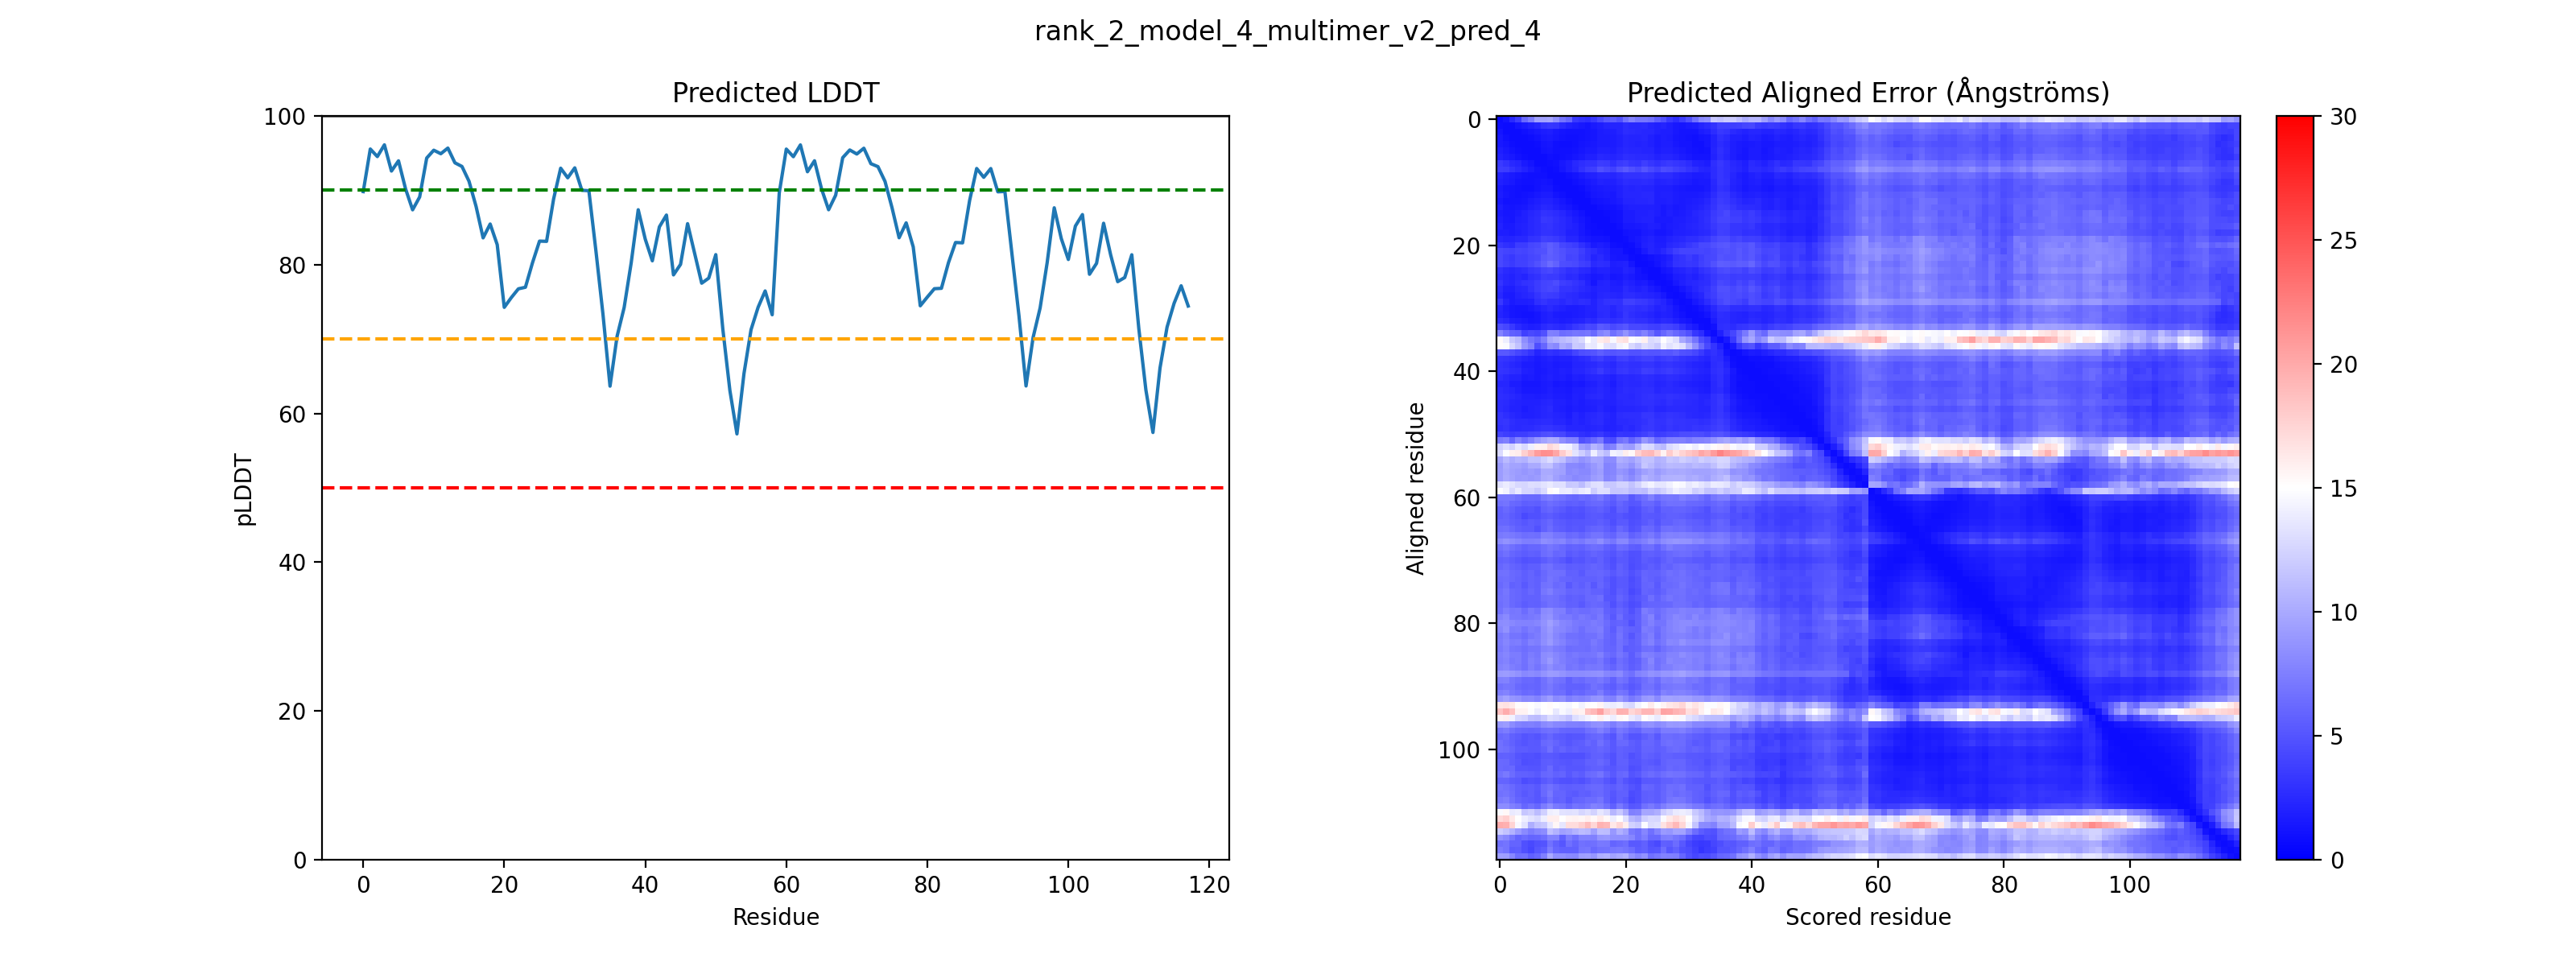 rank_2_model_4_multimer_v2_pred_4
Predicted LDDT
100
80
60
40
20
0
pLDDT
0 20 40 60 80 100 120
Residue
Predicted Aligned Error (Ångströms)
0
20
40
60
80
100
Aligned residue
0 20 40 60 80 100
Scored residue
30
25
20
15
10
5
0